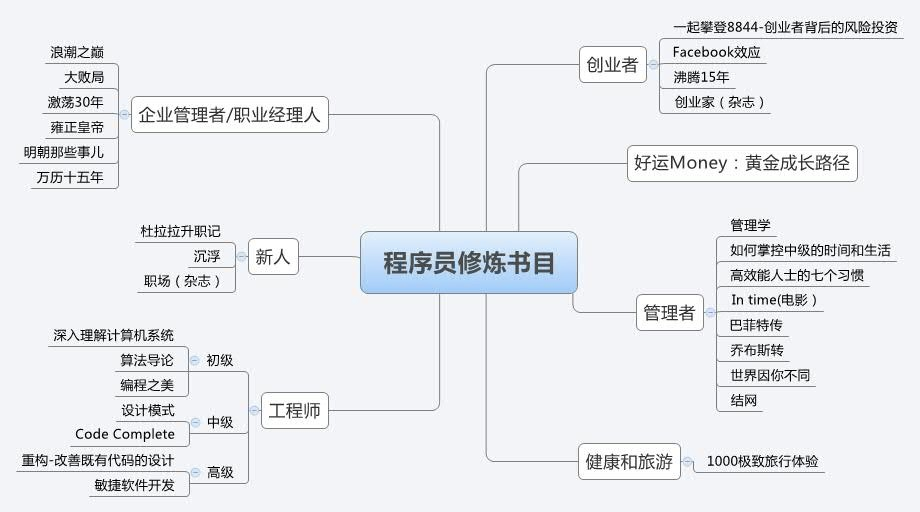 程序员修炼书目
企业管理者/职业经理人
浪潮之巅
大败局
激荡30年
雍正皇帝
明朝那些事儿
万历十五年
新人
杜拉拉升职记
沉浮
职场（杂志）
工程师
初级
深入理解计算机系统
算法导论
编程之美
中级
设计模式
Code Complete
高级
重构-改善既有代码的设计
敏捷软件开发
创业者
一起攀登8844-创业者背后的风险投资
Facebook效应
沸腾15年
创业家（杂志）
好运Money：黄金成长路径
管理者
管理学
如何掌控中级的时间和生活
高效能人士的七个习惯
In time(电影）
巴菲特传
乔布斯转
世界因你不同
结网
健康和旅游
1000极致旅行体验